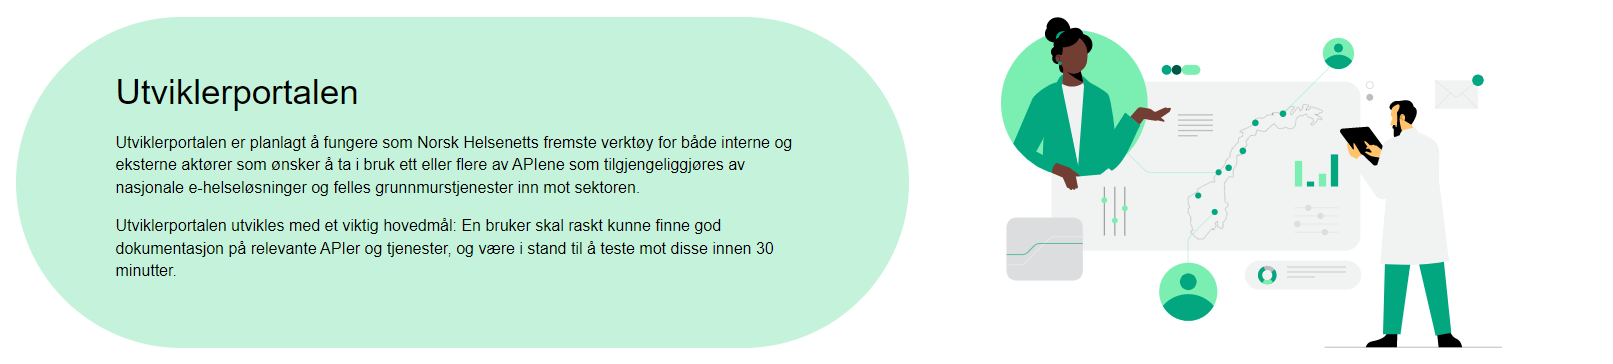 Utviklerportalen
Utviklerportalen er planlagt å fungere som Norsk Helsenetts fremste verktøy for både interne og
eksterne aktører som ønsker å ta i bruk ett eller flere av APIene som tilgjengeliggjøres av
nasjonale e-helseløsninger og felles grunnmurstjenester inn mot sektoren.
Utviklerportalen utvikles med et viktig hovedmål: En bruker skal raskt kunne finne god
dokumentasjon på relevante APIer og tjenester, og være i stand til å teste mot disse innen 30
minutter.